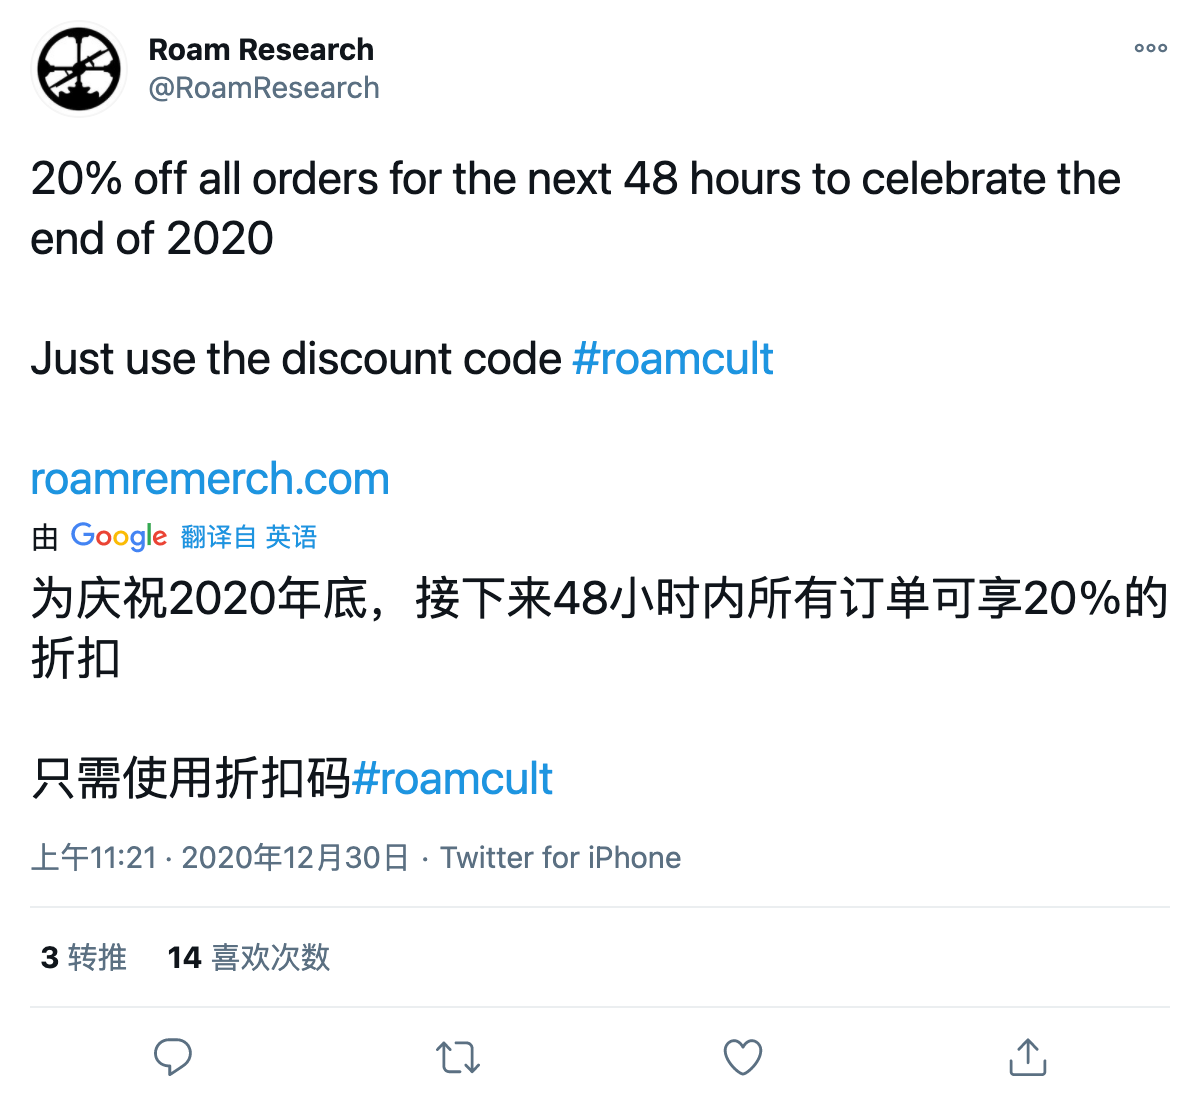 Roam Research
@RoamResearch
20% off all orders for the next 48 hours to celebrate the
end of 2020
Just use the discount code #roamcult
roamremerch.com
由 Google 翻译自 英语
为庆祝2020年底，接下来48小时内所有订单可享20%的
折扣
只需使用折扣码#roamcult
上午11:21 · 2020年12月30日 · Twitter for iPhone
3 转推 14 喜欢次数